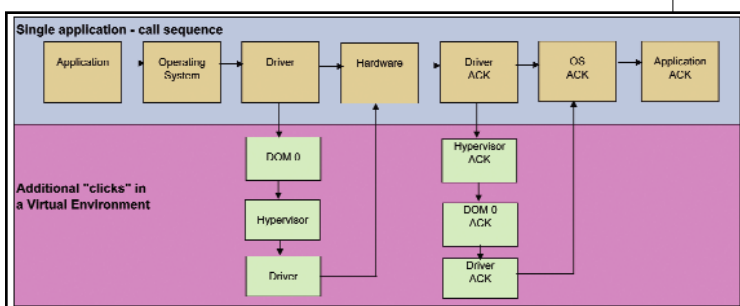 Single application - call sequence
Application
Operating
System
Driver
Hardware
Driver
ACK
OS
ACK
Application
ACK
Additional "clicks" in
a Virtual Environment
DOM 0
Hypervisor
Driver
Hypervisor
ACK
DOM 0
ACK
Driver
ACK